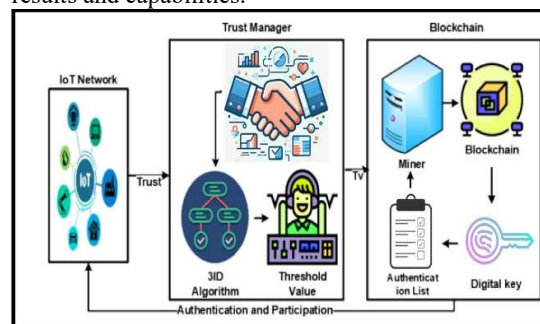 results and capabilities.
Trust Manager
Blockchain
IoT Network
IoT
Trust
3ID
Algorithm
Threshold
Value
Tv
Miner
Blockchain
Authenticat
ion List
Digital key
Authentication and Participation